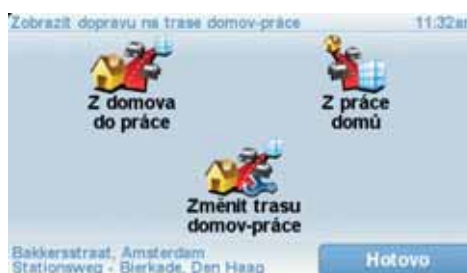 Zobrazit dopravu na trase domov-práce 11:32am
Z domova
do práce
Z práce
domů
Změnit trasu
domov-práce
Bakkersstraat, Amsterdam
Stationsweg - Bierkade, Den Haag
Hotovo